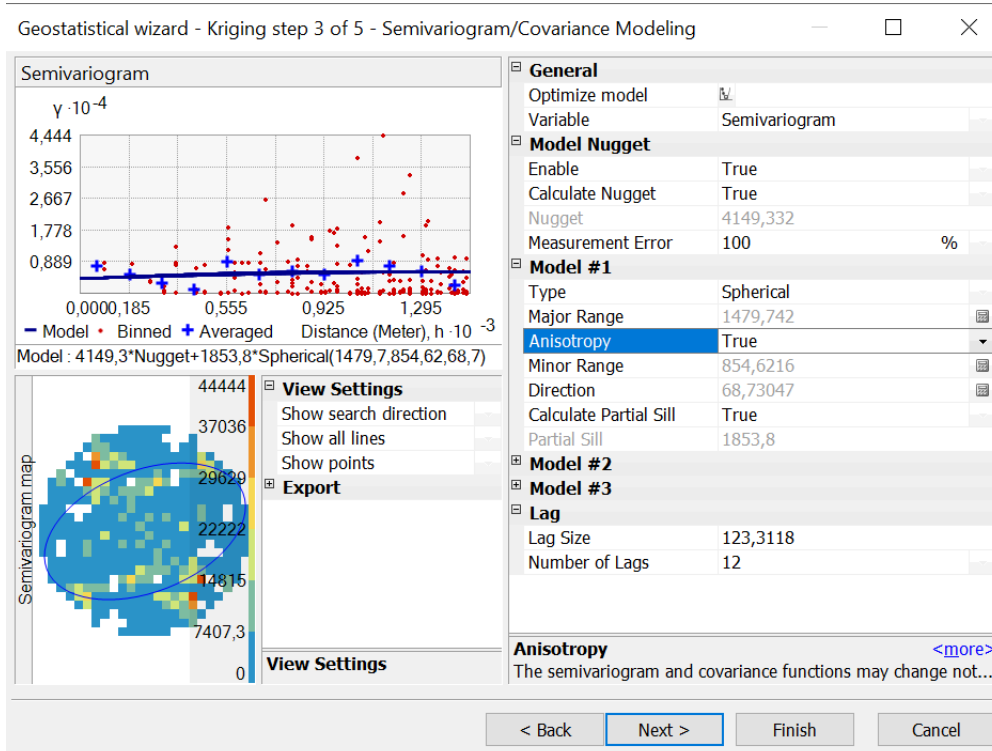 Geostatistical wizard - Kriging step 3 of 5 - Semivariogram/Covariance Modeling
Semivariogram
γ ·10⁻⁴
4,444
3,556
2,667
1,778
0,889
0,0000,185 0,555 0,925 1,295
Model Binned Averaged Distance (Meter), h ·10 ⁻³
Model : 4149,3*Nugget+1853,8*Spherical(1479,7,854,62,68,7)
Semivariogram map
44444
37036
29629
22222
14815
7407,3
0
View Settings
Show search direction
Show all lines
Show points
Export
View Settings
General
Optimize model
Variable Semivariogram
Model Nugget
Enable True
Calculate Nugget True
Nugget 4149,332
Measurement Error 100 %
Model #1
Type Spherical
Major Range 1479,742
Anisotropy True
Minor Range 854,6216
Direction 68,73047
Calculate Partial Sill True
Partial Sill 1853,8
Model #2
Model #3
Lag
Lag Size 123,3118
Number of Lags 12
Anisotropy <more>
The semivariogram and covariance functions may change not...
< Back Next > Finish Cancel